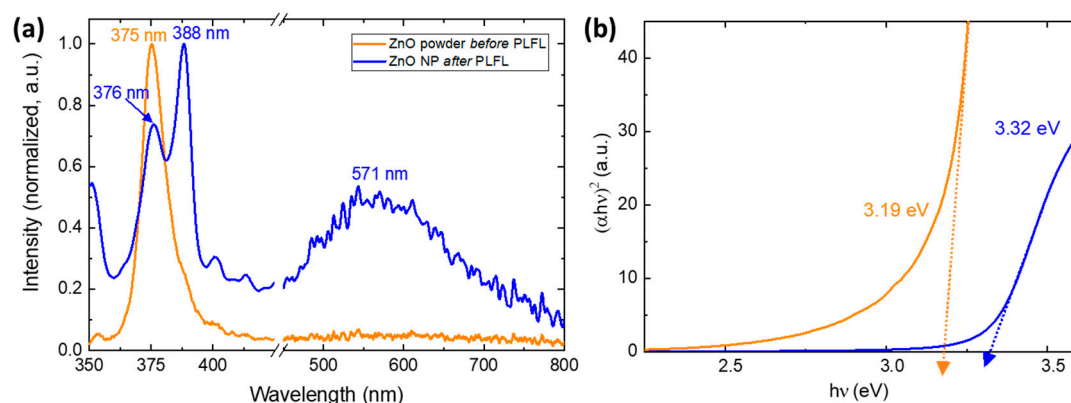 (a)
375 nm
388 nm
ZnO powder before PLFL
ZnO NP after PLFL
376 nm
571 nm
1.0
0.8
0.6
0.4
0.2
0.0
Intensity (normalized, a.u.)
350
375
400
500
600
700
800
Wavelength (nm)
(b)
3.32 eV
3.19 eV
40
30
20
10
0
(αhν)² (a.u.)
2.5
3.0
3.5
hν (eV)